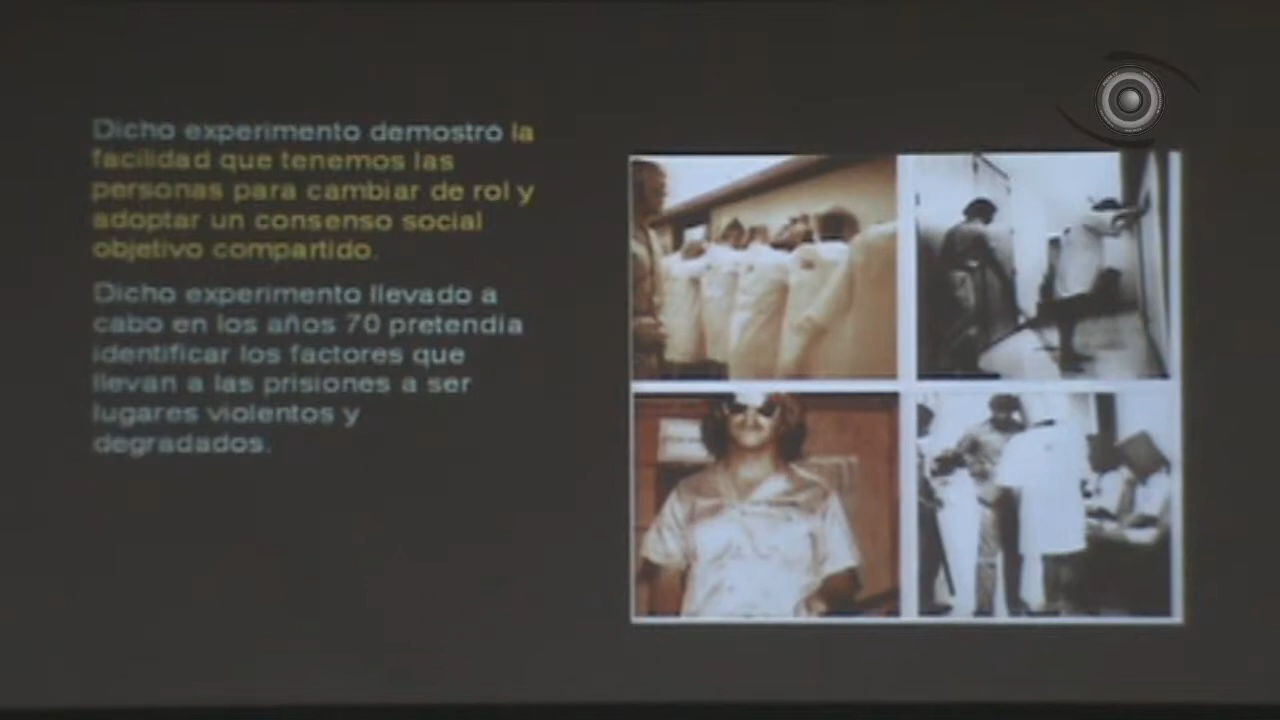 Dicho experimento demostró la
facilidad que tenemos las
personas para cambiar de rol y
adoptar un consenso social
objetivo compartido.
Dicho experimento llevado a
cabo en los años 70 pretendía
identificar los factores que
llevan a las prisiones a ser
lugares violentos y
degradados.